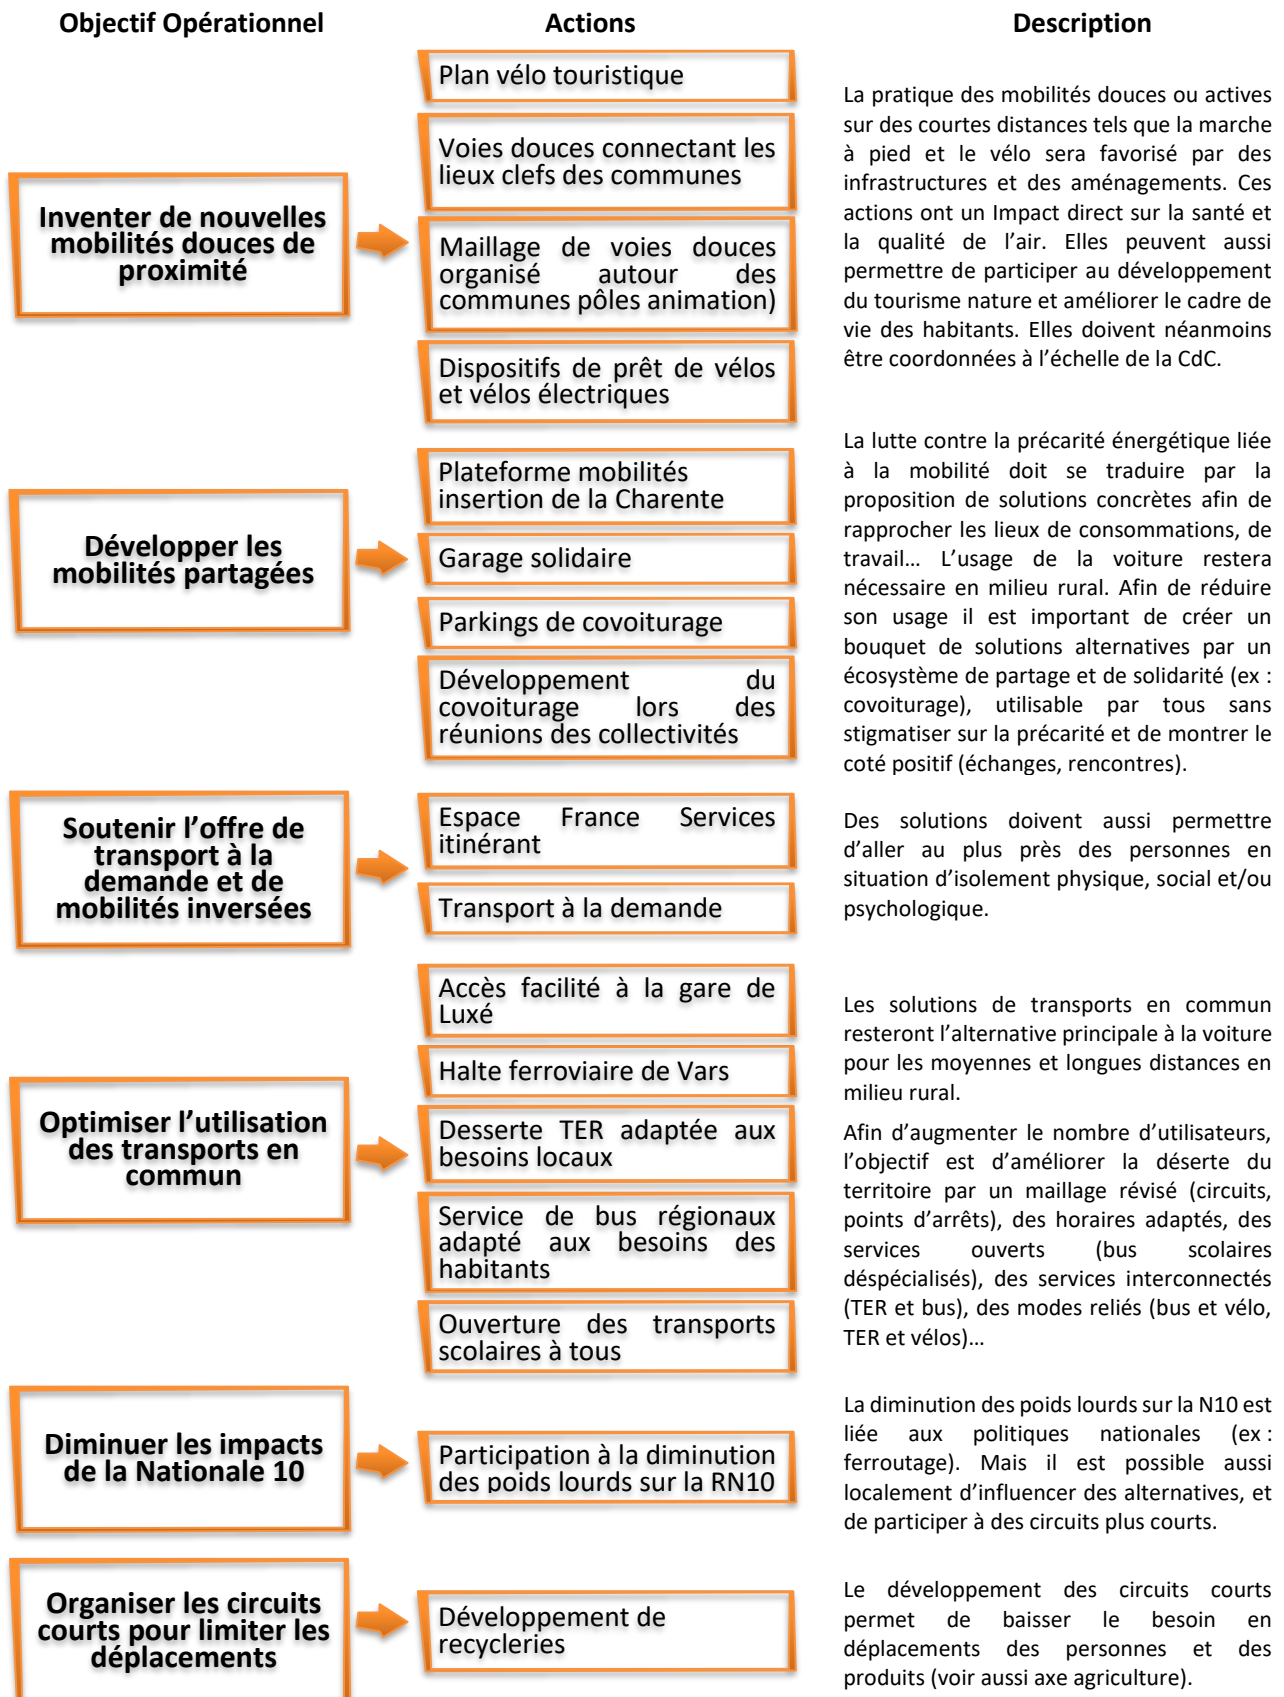 Objectif Opérationnel
Actions
Description
Inventer de nouvelles
mobilités douces de
proximité
Plan vélo touristique
Voies douces connectant les
lieux clefs des communes
Maillage de voies douces
organisé autour des
communes pôles animation)
Dispositifs de prêt de vélos
et vélos électriques
La pratique des mobilités douces ou actives
sur des courtes distances tels que la marche
à pied et le vélo sera favorisé par des
infrastructures et des aménagements. Ces
actions ont un Impact direct sur la santé et
la qualité de l’air. Elles peuvent aussi
permettre de participer au développement
du tourisme nature et améliorer le cadre de
vie des habitants. Elles doivent néanmoins
être coordonnées à l’échelle de la CdC.
Développer les
mobilités partagées
Plateforme mobilités
insertion de la Charente
Garage solidaire
Parkings de covoiturage
Développement du
covoiturage lors des
réunions des collectivités
La lutte contre la précarité énergétique liée
à la mobilité doit se traduire par la
proposition de solutions concrètes afin de
rapprocher les lieux de consommations, de
travail… L’usage de la voiture restera
nécessaire en milieu rural. Afin de réduire
son usage il est important de créer un
bouquet de solutions alternatives par un
écosystème de partage et de solidarité (ex :
covoiturage), utilisable par tous sans
stigmatiser sur la précarité et de montrer le
coté positif (échanges, rencontres).
Soutenir l’offre de
transport à la
demande et de
mobilités inversées
Espace France Services
itinérant
Transport à la demande
Des solutions doivent aussi permettre
d’aller au plus près des personnes en
situation d’isolement physique, social et/ou
psychologique.
Optimiser l’utilisation
des transports en
commun
Accès facilité à la gare de
Luxé
Halte ferroviaire de Vars
Desserte TER adaptée aux
besoins locaux
Service de bus régionaux
adapté aux besoins des
habitants
Ouverture des transports
scolaires à tous
Les solutions de transports en commun
resteront l’alternative principale à la voiture
pour les moyennes et longues distances en
milieu rural.
Afin d’augmenter le nombre d’utilisateurs,
l’objectif est d’améliorer la déserte du
territoire par un maillage révisé (circuits,
points d’arrêts), des horaires adaptés, des
services ouverts (bus scolaires
déspécialisés), des services interconnectés
(TER et bus), des modes reliés (bus et vélo,
TER et vélos)…
Diminuer les impacts
de la Nationale 10
Participation à la diminution
des poids lourds sur la RN10
La diminution des poids lourds sur la N10 est
liée aux politiques nationales (ex :
ferroutage). Mais il est possible aussi
localement d’influencer des alternatives, et
de participer à des circuits plus courts.
Organiser les circuits
courts pour limiter les
déplacements
Développement de
recycleries
Le développement des circuits courts
permet de baisser le besoin en
déplacements des personnes et des
produits (voir aussi axe agriculture).